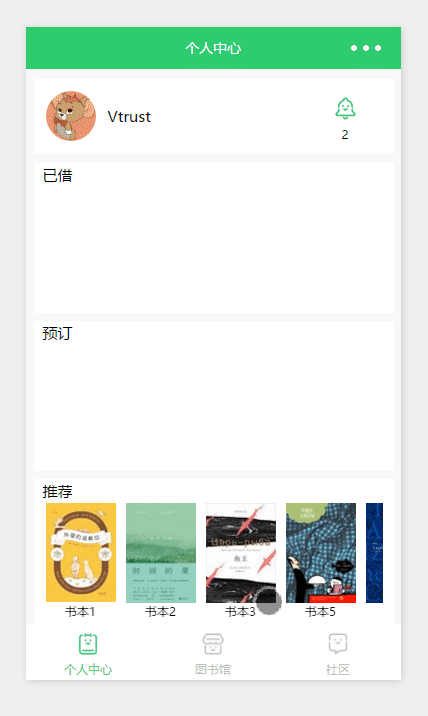 个人中心
Vtrust
2
已借
预订
推荐
外婆的道歉信
时间的果
鱼王
书本1
书本2
书本3
书本5
个人中心
图书馆
社区